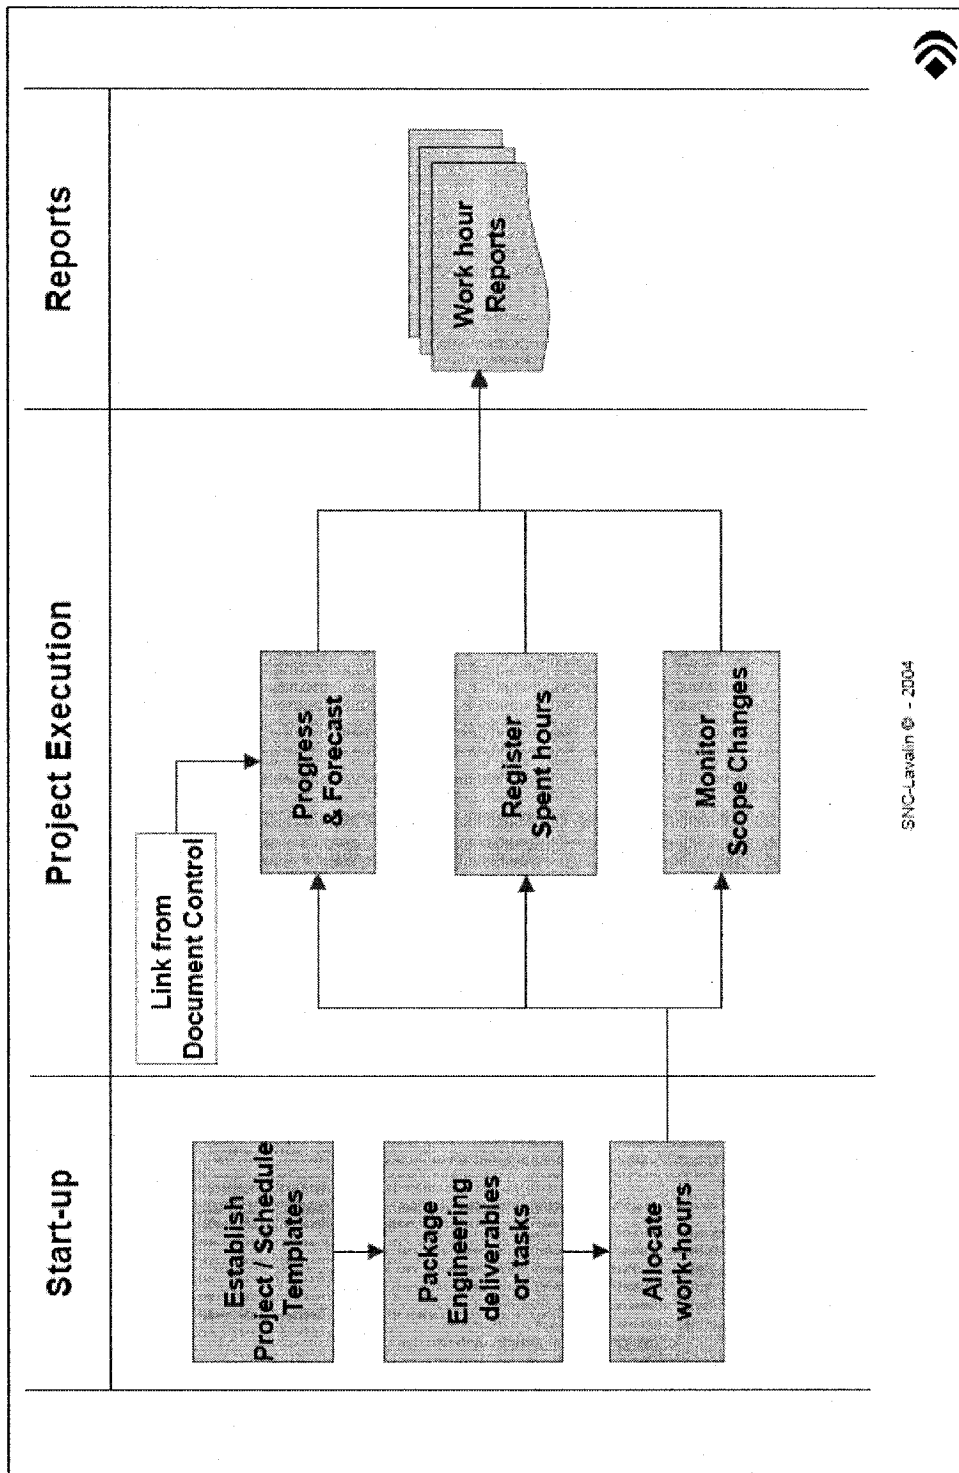 Start-up
Project Execution
Reports
Establish
Project / Schedule
Templates
Package
Engineering
deliverables
or tasks
Allocate
work-hours
Link from
Document Control
Progress
& Forecast
Register
Spent hours
Monitor
Scope Changes
Work hour
Reports
SNC-Lavalin © - 2004